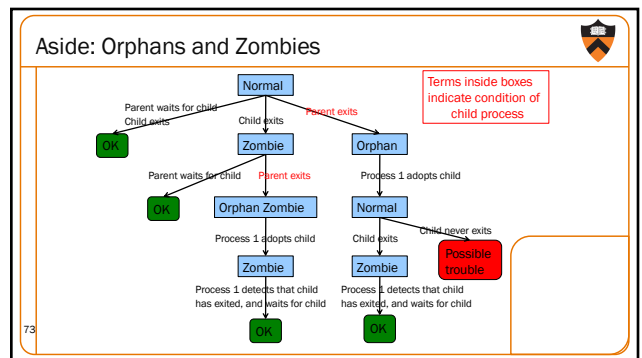 Aside: Orphans and Zombies
Normal
Terms inside boxes
indicate condition of
child process
Parent waits for child
Child exits
Child exits
Parent exits
OK
Zombie
Orphan
Parent waits for child
Parent exits
Process 1 adopts child
OK
Orphan Zombie
Normal
Process 1 adopts child
Child exits
Child never exits
Possible
trouble
Zombie
Zombie
Process 1 detects that child
has exited, and waits for child
Process 1 detects that child
has exited, and waits for child
OK
OK
73